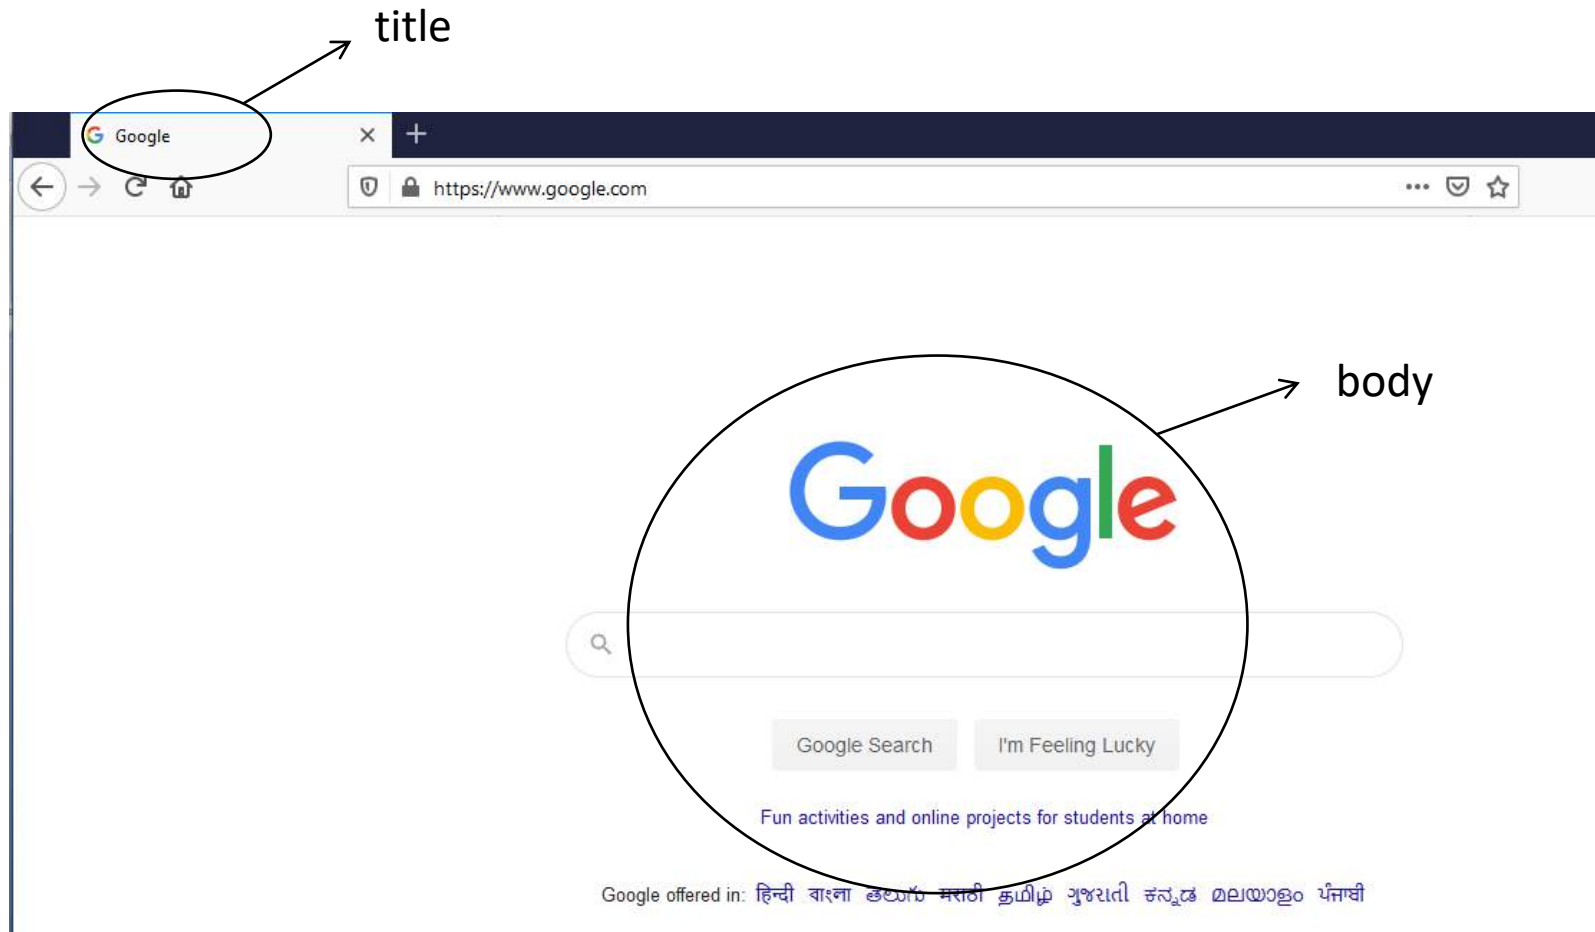 title
Google
https://www.google.com
body
Google
Google Search I'm Feeling Lucky
Fun activities and online projects for students at home
Google offered in: हिन्दी বাংলা తెలుగు मराठी தமிழ் ગુજરાતી ಕನ್ನಡ മലയാളം ਪੰਜਾਬੀ